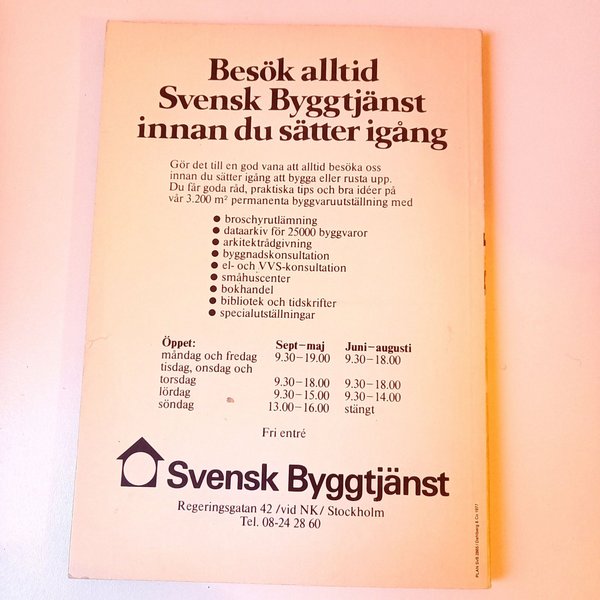 Besök alltid
Svensk Byggtjänst
innan du sätter igång
Gör det till en god vana att alltid besöka oss
innan du sätter igång att bygga eller rusta upp.
Du får goda råd, praktiska tips och bra idéer på
vår 3.200 m² permanenta byggvaruutställning med
● broschyrutlämning
● dataarkiv för 25000 byggvaror
● arkitektrådgivning
● byggnadskonsultation
● el- och VVS-konsultation
● småhuscenter
● bokhandel
● bibliotek och tidskrifter
● specialutställningar
Öppet: Sept–maj Juni–augusti
måndag och fredag 9.30–19.00 9.30–18.00
tisdag, onsdag och
torsdag 9.30–18.00 9.30–18.00
lördag 9.30–15.00 9.30–14.00
söndag 13.00–16.00 stängt
Fri entré
Svensk Byggtjänst
Regeringsgatan 42 /vid NK/ Stockholm
Tel. 08-24 28 60